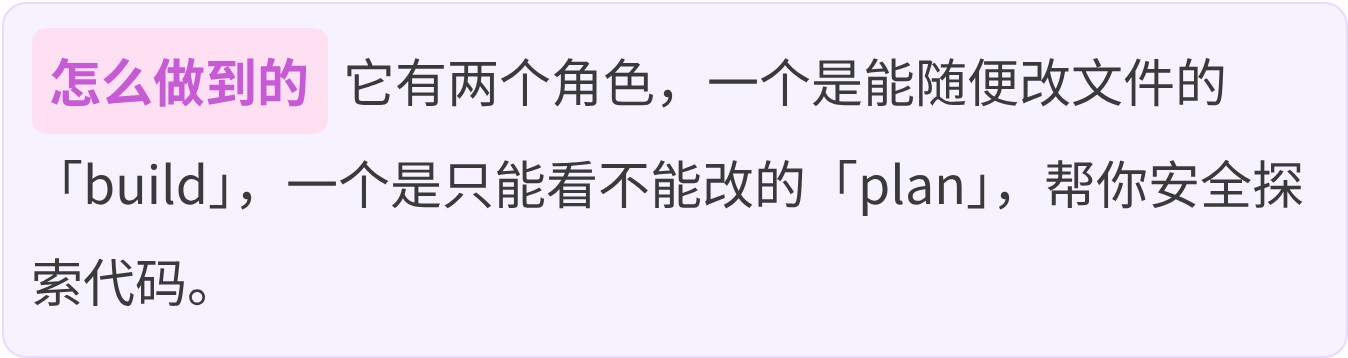 怎么做到的 它有两个角色，一个是能随便改文件的
「build」，一个是只能看不能改的「plan」，帮你安全探
索代码。